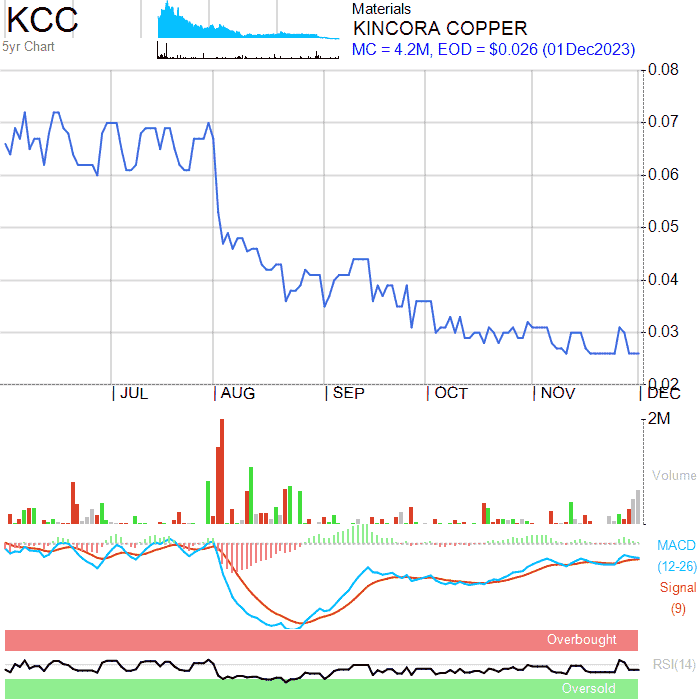 KCC
5yr Chart
Materials
KINCORA COPPER
MC = 4.2M, EOD = $0.026 (01Dec2023)
0.08
0.07
0.06
0.05
0.04
0.03
0.02
JUL AUG SEP OCT NOV DEC
2M
Volume
MACD
(12-26)
Signal
(9)
Overbought
RSI(14)
Oversold